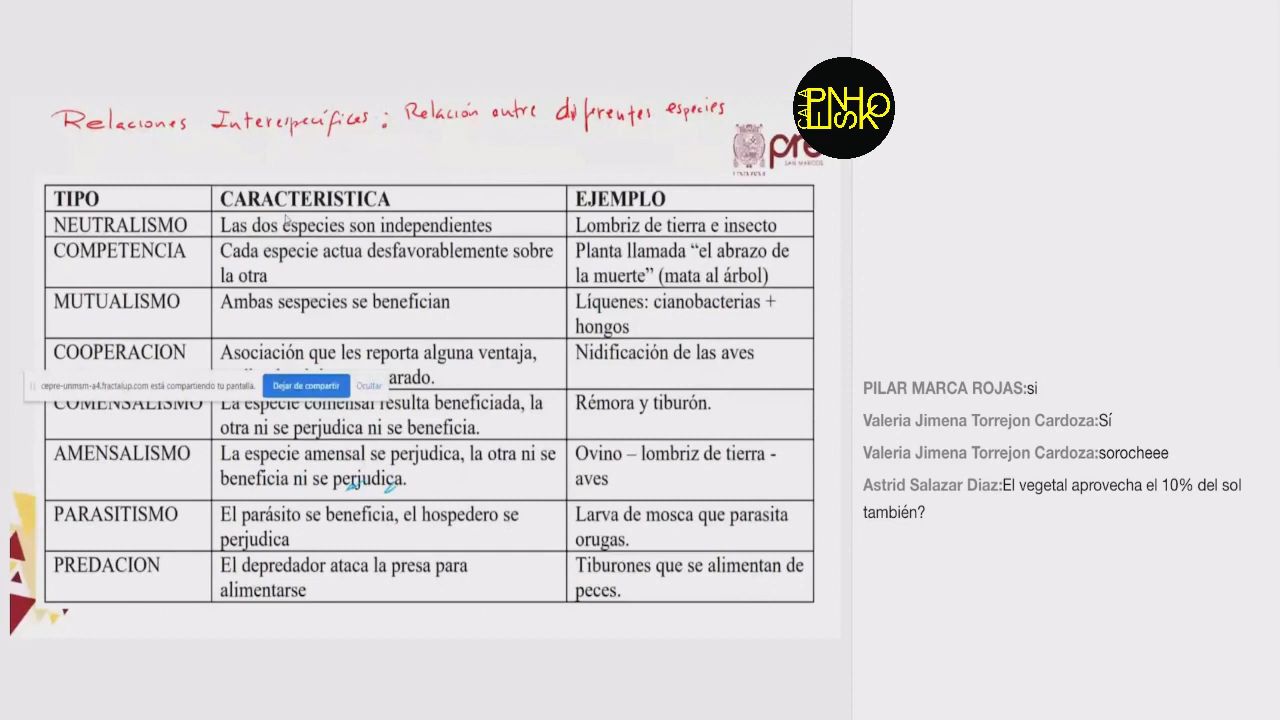 Relaciones Interespecíficas : Relación entre diferentes especies
CALA
PENHOKSE
pre
SAN MARCOS
TIPO CARACTERISTICA EJEMPLO
NEUTRALISMO Las dos especies son independientes Lombriz de tierra e insecto
COMPETENCIA Cada especie actua desfavorablemente sobre la otra Planta llamada “el abrazo de la muerte” (mata al árbol)
MUTUALISMO Ambas sespecies se benefician Líquenes: cianobacterias + hongos
COOPERACION Asociación que les reporta alguna ventaja, arado. Nidificación de las aves
cepre-unmsm-a4.fractalup.com está compartiendo tu pantalla. Dejar de compartir Ocultar
COMENSALISMO La especie comensal resulta beneficiada, la otra ni se perjudica ni se beneficia. Rémora y tiburón.
AMENSALISMO La especie amensal se perjudica, la otra ni se beneficia ni se perjudica. Ovino – lombriz de tierra - aves
PARASITISMO El parásito se beneficia, el hospedero se perjudica Larva de mosca que parasita orugas.
PREDACION El depredador ataca la presa para alimentarse Tiburones que se alimentan de peces.
PILAR MARCA ROJAS:si
Valeria Jimena Torrejon Cardoza:Sí
Valeria Jimena Torrejon Cardoza:sorocheee
Astrid Salazar Diaz:El vegetal aprovecha el 10% del sol
también?